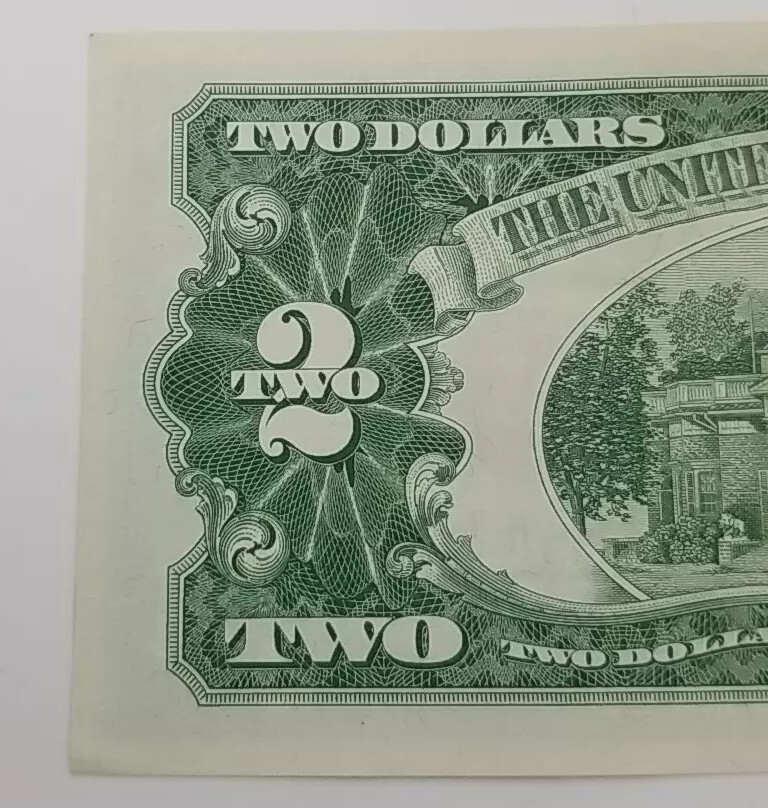 TWO DOLLARS
THE UNITE
2
TWO
TWO
TWO DOLLA